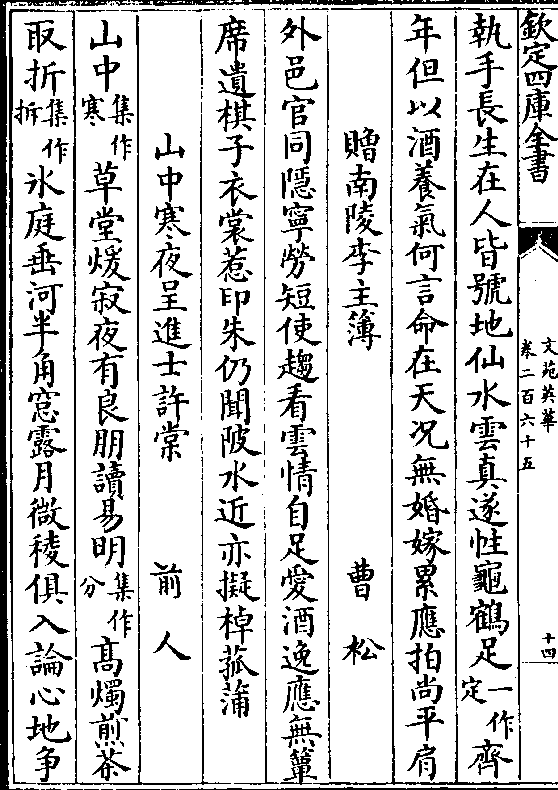 欽定四庫全書
文苑英華
卷二百六十五
十四
執手長生在人皆號地仙水雲真遂性龜鶴足一作定齊
年但以酒養氣何言命在天况無婚嫁累應拍尚平肩
贈南陵李主簿 曹松
外邑官同隱寧勞短使趨看雲情自足愛酒逸應無簟
席遺棋子衣裳惹印朱仍聞陂水近亦擬棹菰蒲
山中寒夜呈進士許棠 前人
山中集作寒草堂煖寂夜有良朋讀易明集作分高燭煎茶
取折集作拆氷庭垂河半角窓露月微稜俱入論心地爭